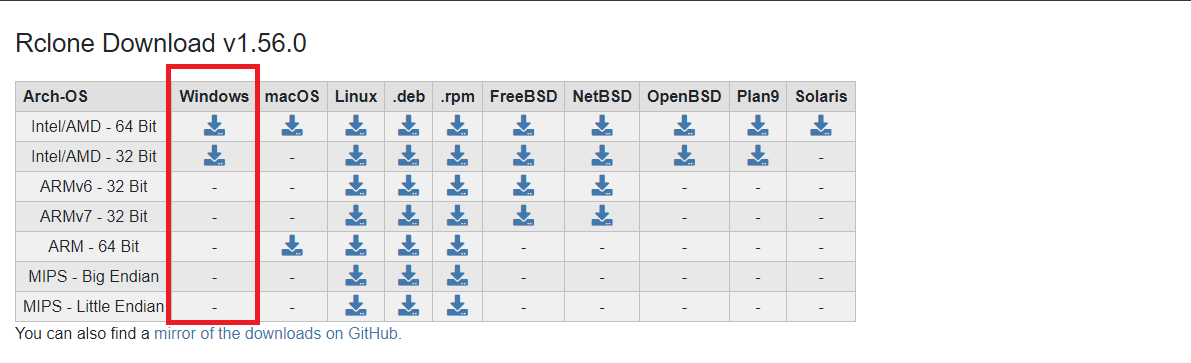 Rclone Download v1.56.0
Arch-OS Windows macOS Linux .deb .rpm FreeBSD NetBSD OpenBSD Plan9 Solaris
Intel/AMD - 64 Bit
Intel/AMD - 32 Bit - -
ARMv6 - 32 Bit - - - - -
ARMv7 - 32 Bit - - - - -
ARM - 64 Bit - - - - - -
MIPS - Big Endian - - - - - - -
MIPS - Little Endian - - - - - - -
You can also find a mirror of the downloads on GitHub.